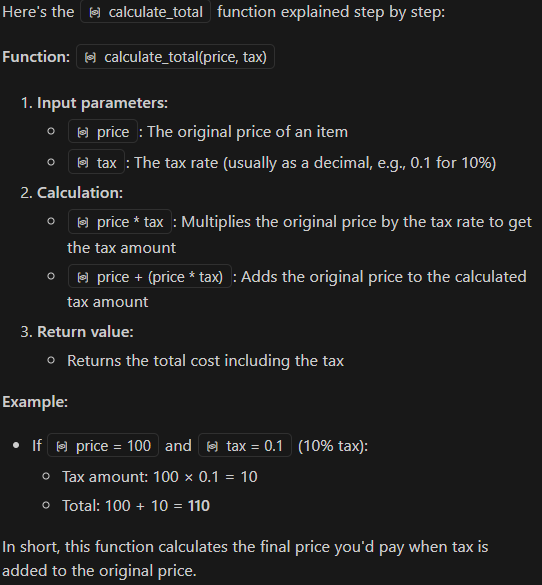 Here's the calculate_total function explained step by step:
Function: calculate_total(price, tax)
1. Input parameters:
price : The original price of an item
tax : The tax rate (usually as a decimal, e.g., 0.1 for 10%)
2. Calculation:
price * tax : Multiplies the original price by the tax rate to get
the tax amount
price + (price * tax) : Adds the original price to the calculated
tax amount
3. Return value:
Returns the total cost including the tax
Example:
If price = 100 and tax = 0.1 (10% tax):
Tax amount: 100 × 0.1 = 10
Total: 100 + 10 = 110
In short, this function calculates the final price you'd pay when tax is
added to the original price.